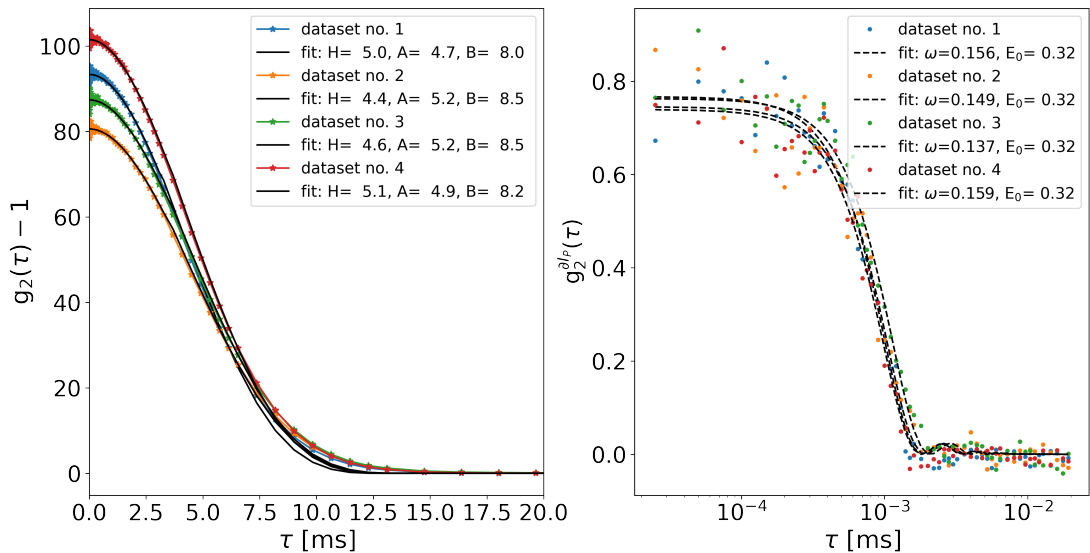 g₂(τ) − 1
100
80
60
40
20
0
0.0 2.5 5.0 7.5 10.0 12.5 15.0 17.5 20.0
τ [ms]
dataset no. 1
fit: H= 5.0, A= 4.7, B= 8.0
dataset no. 2
fit: H= 4.4, A= 5.2, B= 8.5
dataset no. 3
fit: H= 4.6, A= 5.2, B= 8.5
dataset no. 4
fit: H= 5.1, A= 4.9, B= 8.2
g₂^{∂I_P}(τ)
0.8
0.6
0.4
0.2
0.0
10⁻⁴ 10⁻³ 10⁻²
τ [ms]
dataset no. 1
fit: ω=0.156, E₀= 0.32
dataset no. 2
fit: ω=0.149, E₀= 0.32
dataset no. 3
fit: ω=0.137, E₀= 0.32
dataset no. 4
fit: ω=0.159, E₀= 0.32